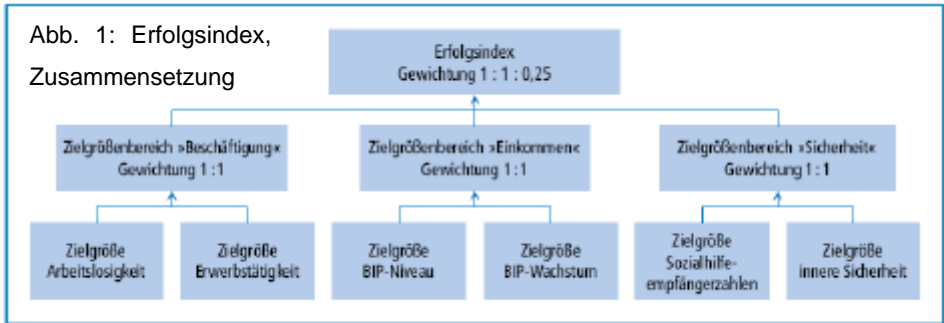 Abb. 1: Erfolgsindex,
Zusammensetzung
Erfolgsindex
Gewichtung 1 : 1 : 0,25
Zielgrößenbereich »Beschäftigung«
Gewichtung 1 : 1
Zielgrößenbereich »Einkommen«
Gewichtung 1 : 1
Zielgrößenbereich »Sicherheit«
Gewichtung 1 : 1
Zielgröße
Arbeitslosigkeit
Zielgröße
Erwerbstätigkeit
Zielgröße
BIP-Niveau
Zielgröße
BIP-Wachstum
Zielgröße
Sozialhilfe-
empfängerzahlen
Zielgröße
innere Sicherheit